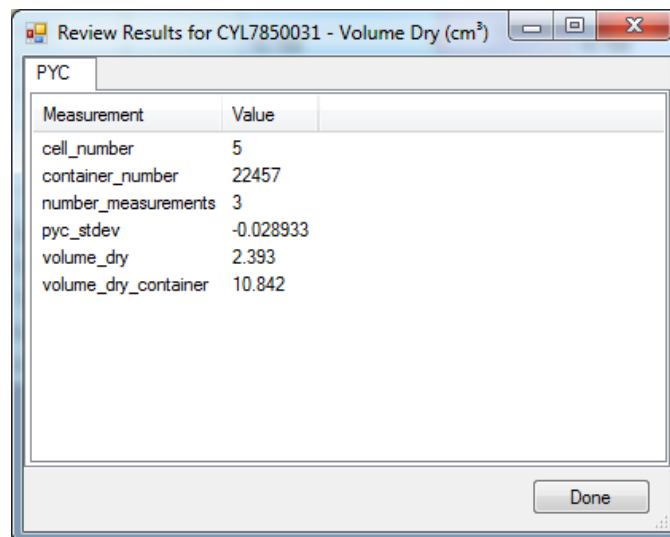 Review Results for CYL7850031 - Volume Dry (cm³)
PYC
Measurement Value
cell_number 5
container_number 22457
number_measurements 3
pyc_stdev -0.028933
volume_dry 2.393
volume_dry_container 10.842
Done